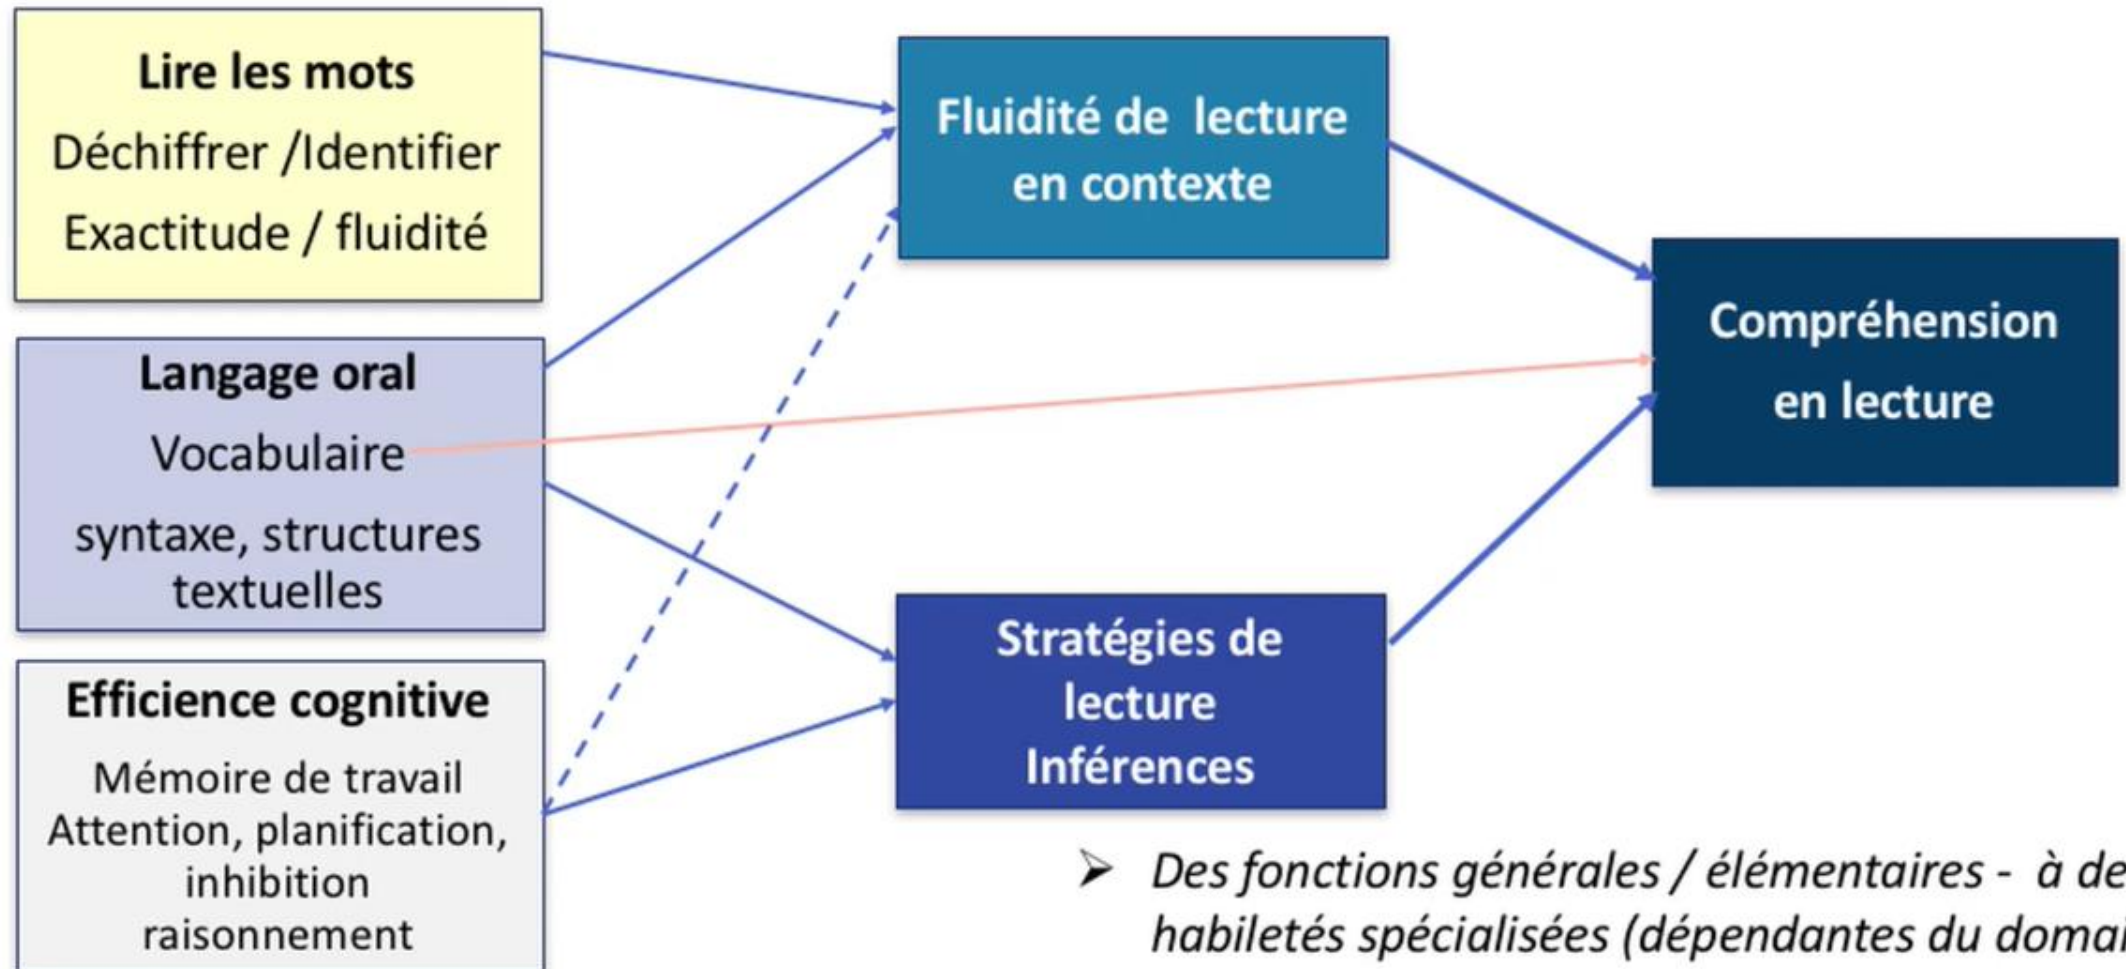 Lire les mots
Déchiffrer /Identifier
Exactitude / fluidité
Langage oral
Vocabulaire
syntaxe, structures
textuelles
Efficience cognitive
Mémoire de travail
Attention, planification,
inhibition
raisonnement
Fluidité de lecture
en contexte
Stratégies de
lecture
Inférences
Compréhension
en lecture
➢ Des fonctions générales / élémentaires - à
habiletés spécialisées (dépendantes du